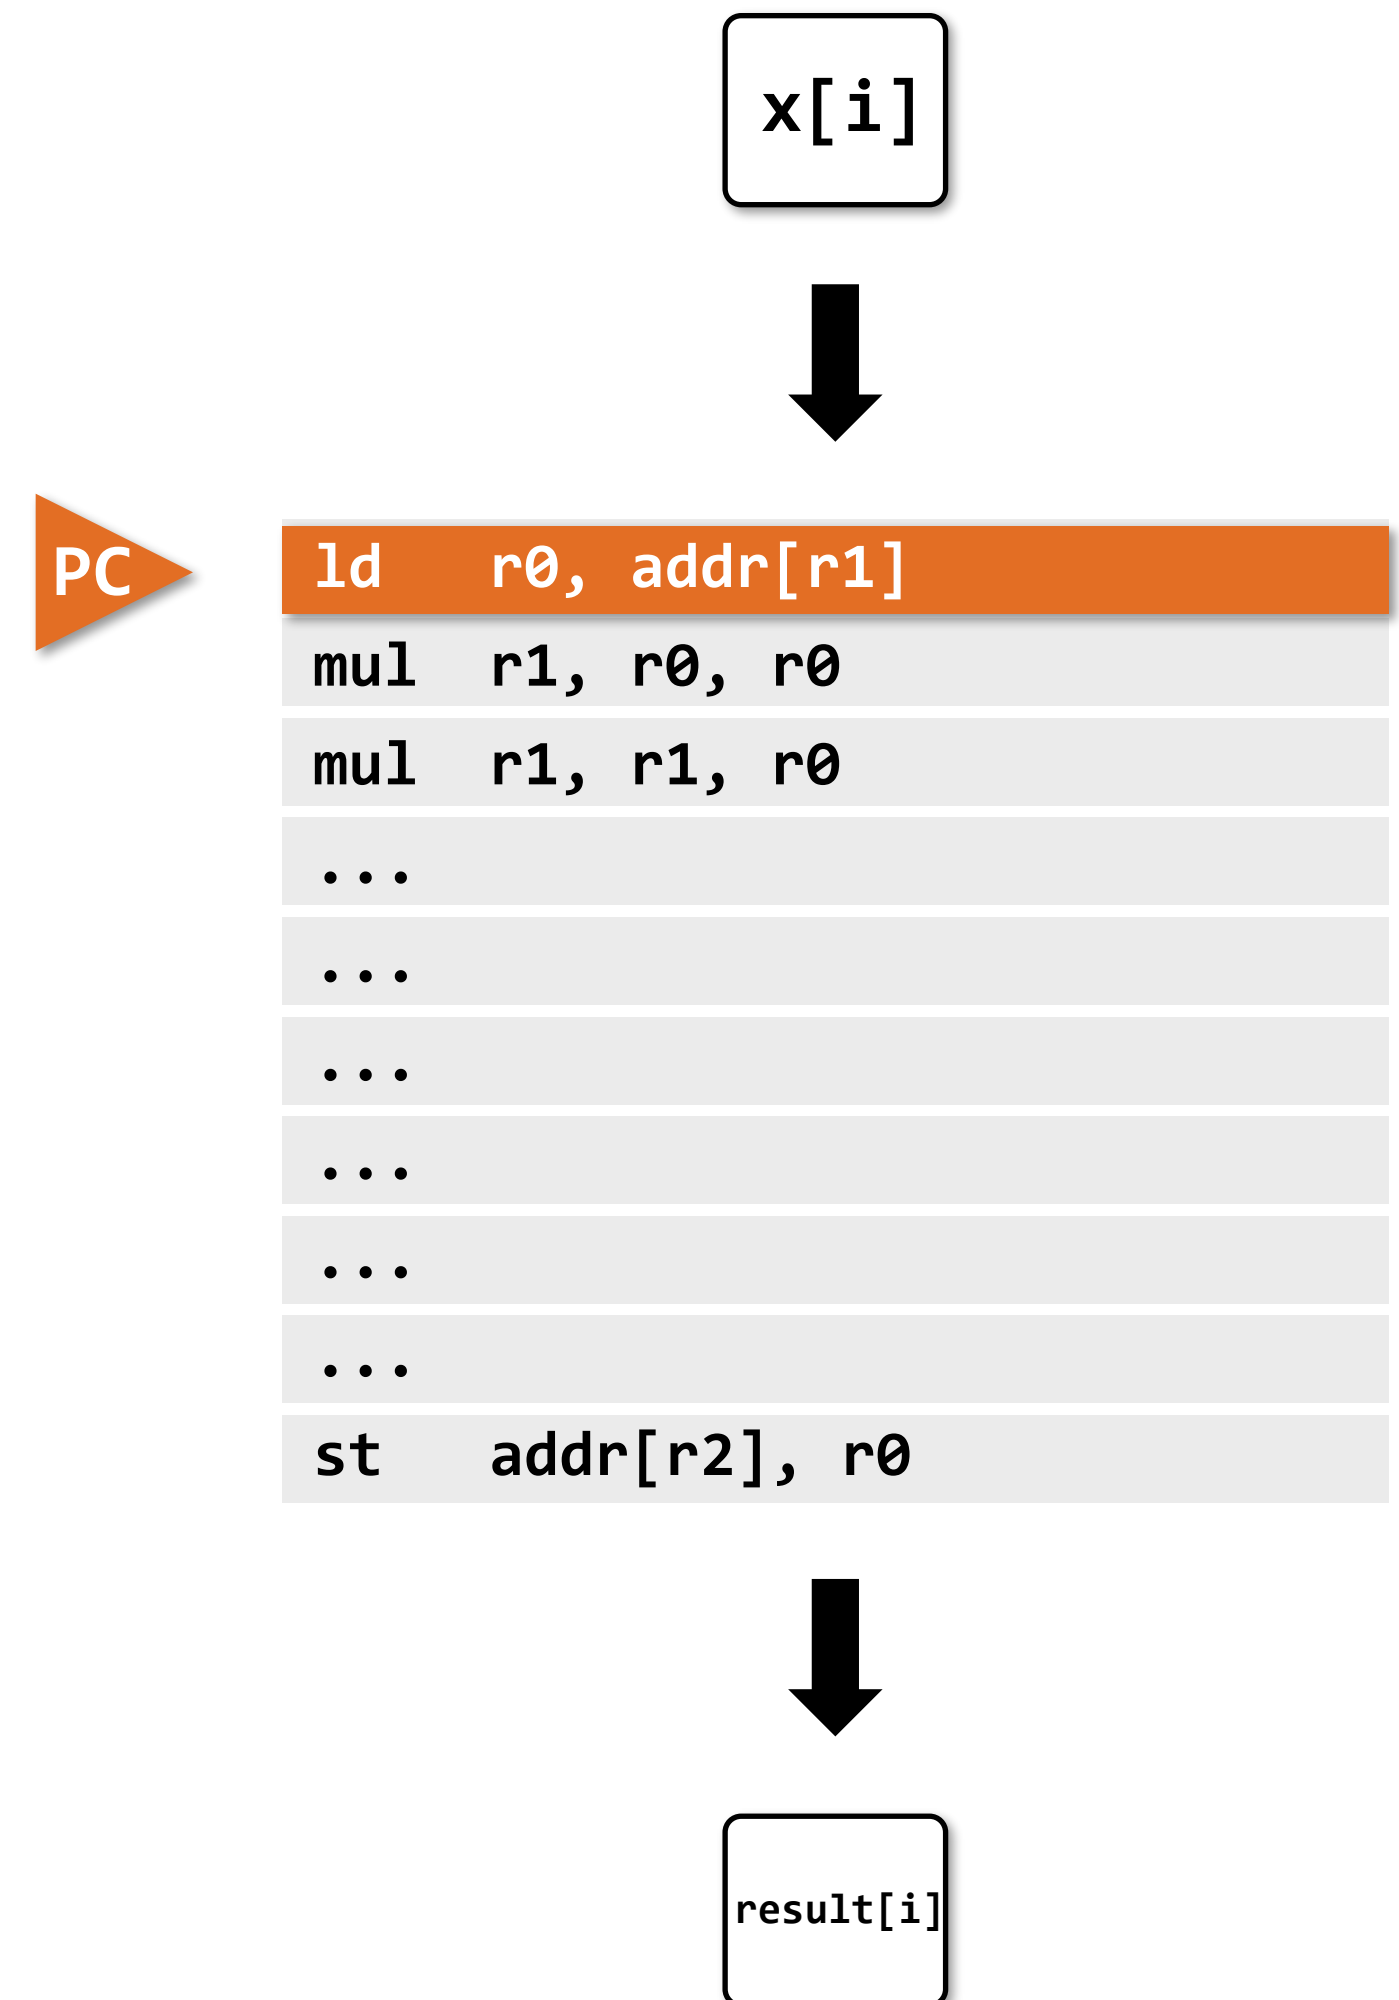 x[i]
PC
ld r0, addr[r1]
mul r1, r0, r0
mul r1, r1, r0
...
...
...
...
...
...
st addr[r2], r0
result[i]